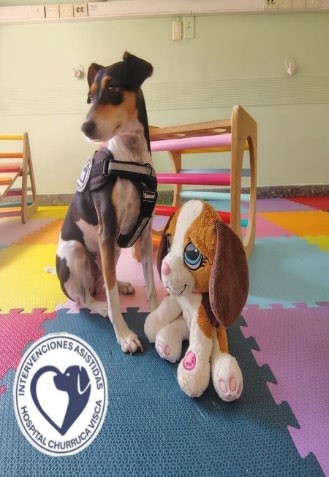 INTERVENCIONES ASISTIDAS
HOSPITAL CHURRUCA VISCA